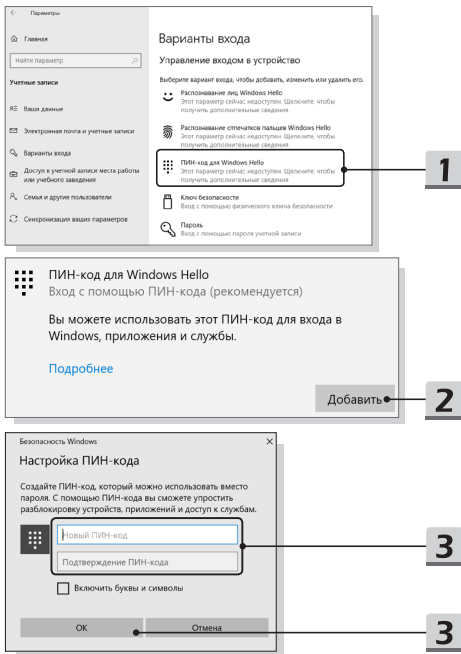 Параметры
Главная
Найти параметр
Учетные записи
Ваши данные
Электронная почта и учетные записи
Варианты входа
Доступ к учетной записи места работы
или учебного заведения
Семья и другие пользователи
Синхронизация ваших параметров
Варианты входа
Управление входом в устройство
Выберите вариант входа, чтобы добавить, изменить или удалить его.
Распознавание лиц Windows Hello
Этот параметр сейчас недоступен. Щелкните, чтобы
получить дополнительные сведения
Распознавание отпечатков пальцев Windows Hello
Этот параметр сейчас недоступен. Щелкните, чтобы
получить дополнительные сведения
ПИН-код для Windows Hello
Этот параметр сейчас недоступен. Щелкните, чтобы
получить дополнительные сведения
Ключ безопасности
Вход с помощью физического ключа безопасности
Пароль
Вход с помощью пароля учетной записи
1
ПИН-код для Windows Hello
Вход с помощью ПИН-кода (рекомендуется)
Вы можете использовать этот ПИН-код для входа в
Windows, приложения и службы.
Подробнее
Добавить
2
Безопасность Windows
Настройка ПИН-кода
Создайте ПИН-код, который можно использовать вместо
пароля. С помощью ПИН-кода вы сможете упростить
разблокировку устройств, приложений и доступ к службам.
Новый ПИН-код
Подтверждение ПИН-кода
3
Включить буквы и символы
ОК
Отмена
3